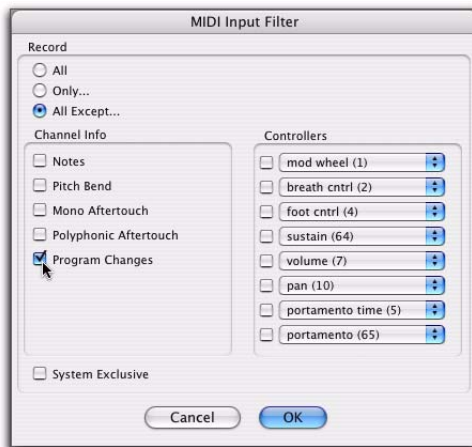 MIDI Input Filter
Record
All
Only...
All Except...
Channel Info
Notes
Pitch Bend
Mono Aftertouch
Polyphonic Aftertouch
Program Changes
Controllers
mod wheel (1)
breath cntrl (2)
foot cntrl (4)
sustain (64)
volume (7)
pan (10)
portamento time (5)
portamento (65)
System Exclusive
Cancel
OK